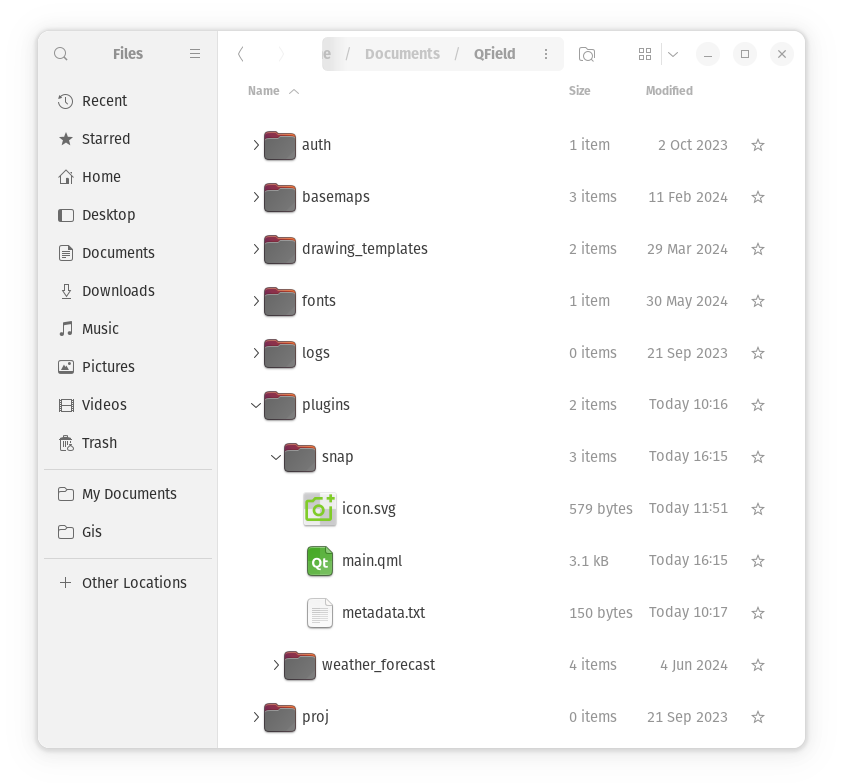 Files
e / Documents / QField
Name Size Modified
Recent
Starred
Home
Desktop
Documents
Downloads
Music
Pictures
Videos
Trash
My Documents
Gis
Other Locations
auth 1 item 2 Oct 2023
basemaps 3 items 11 Feb 2024
drawing_templates 2 items 29 Mar 2024
fonts 1 item 30 May 2024
logs 0 items 21 Sep 2023
plugins 2 items Today 10:16
snap 3 items Today 16:15
icon.svg 579 bytes Today 11:51
Qt main.qml 3.1 kB Today 16:15
metadata.txt 150 bytes Today 10:17
weather_forecast 4 items 4 Jun 2024
proj 0 items 21 Sep 2023